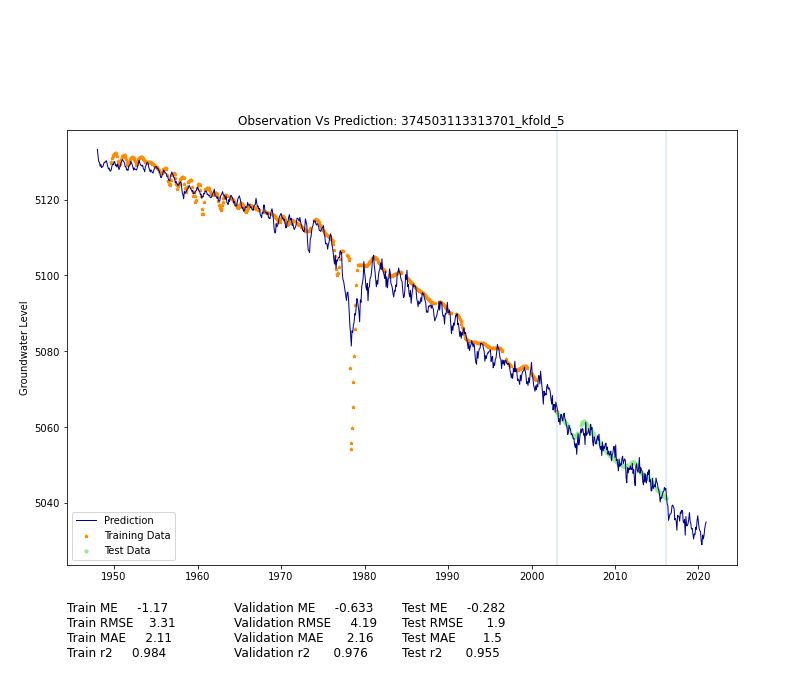 Observation Vs Prediction: 374503113313701_kfold_5
Groundwater Level
5120
5100
5080
5060
5040
Prediction
Training Data
Test Data
1950 1960 1970 1980 1990 2000 2010 2020
Train ME -1.17 Validation ME -0.633 Test ME -0.282
Train RMSE 3.31 Validation RMSE 4.19 Test RMSE 1.9
Train MAE 2.11 Validation MAE 2.16 Test MAE 1.5
Train r2 0.984 Validation r2 0.976 Test r2 0.955